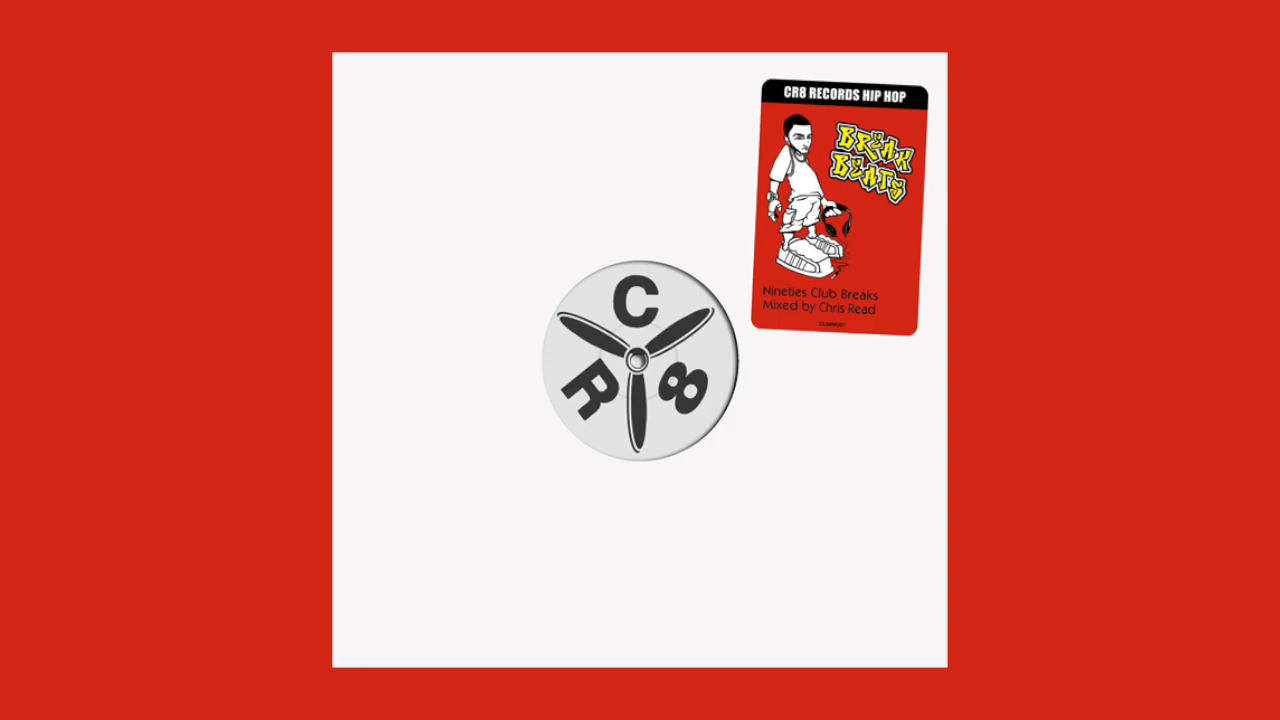 CR8 RECORDS HIP HOP
BREAK
BEATS
Nineties Club Breaks
Mixed by Chris Read
C
R
8